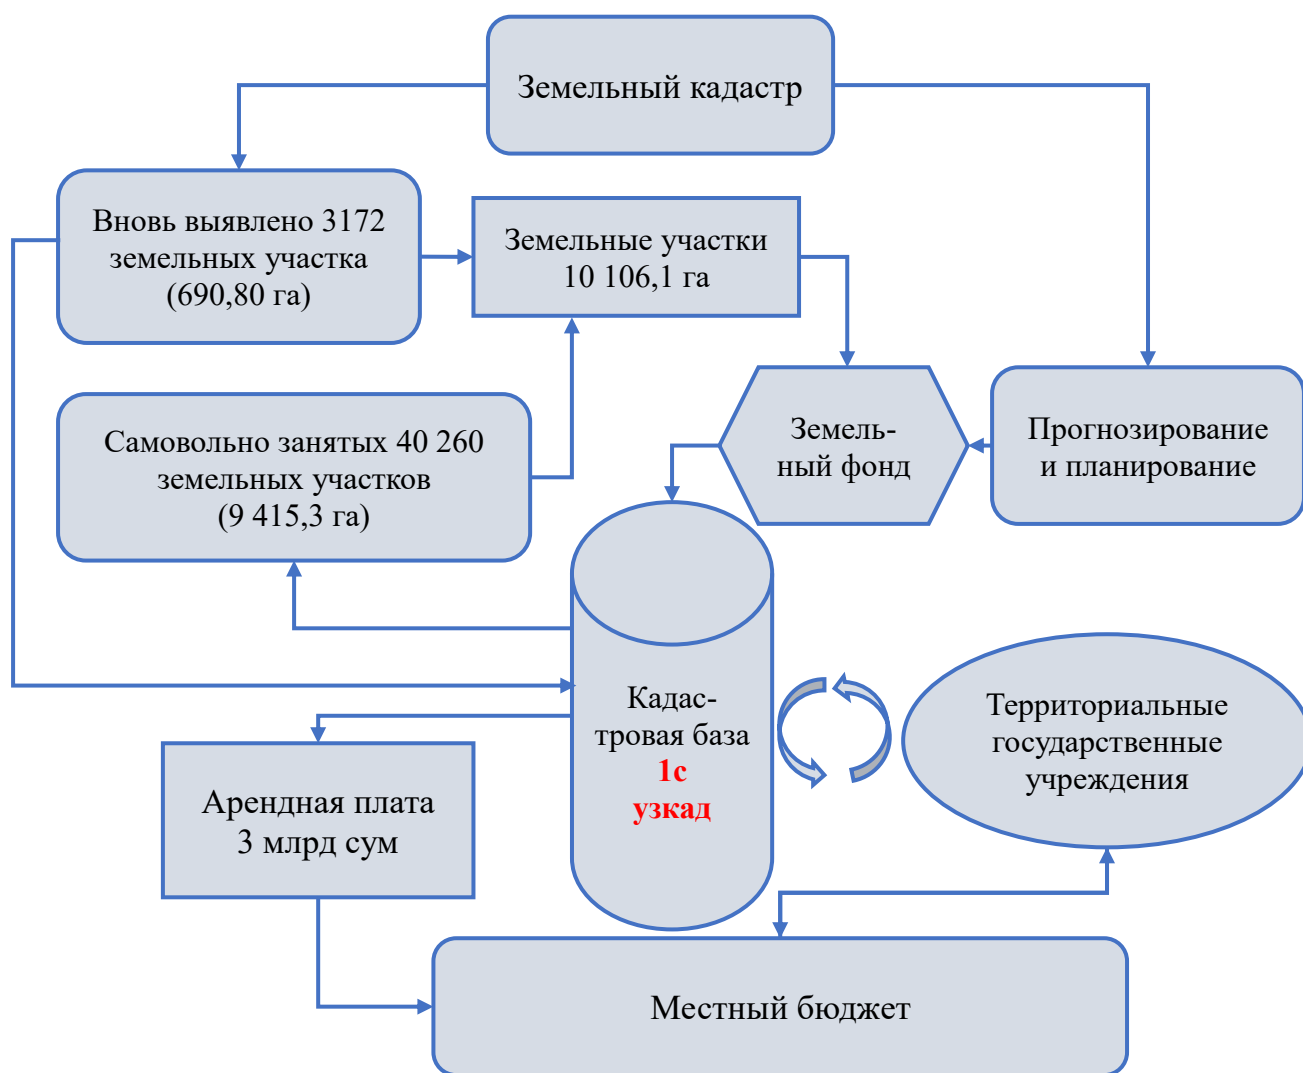 Земельный кадастр
Вновь выявлено 3172
земельных участка
(690,80 га)
Земельные участки
10 106,1 га
Самовольно занятых 40 260
земельных участков
(9 415,3 га)
Земель-
ный фонд
Прогнозирование
и планирование
Кадас-
тровая база
1с
узкад
Территориальные
государственные
учреждения
Арендная плата
3 млрд сум
Местный бюджет